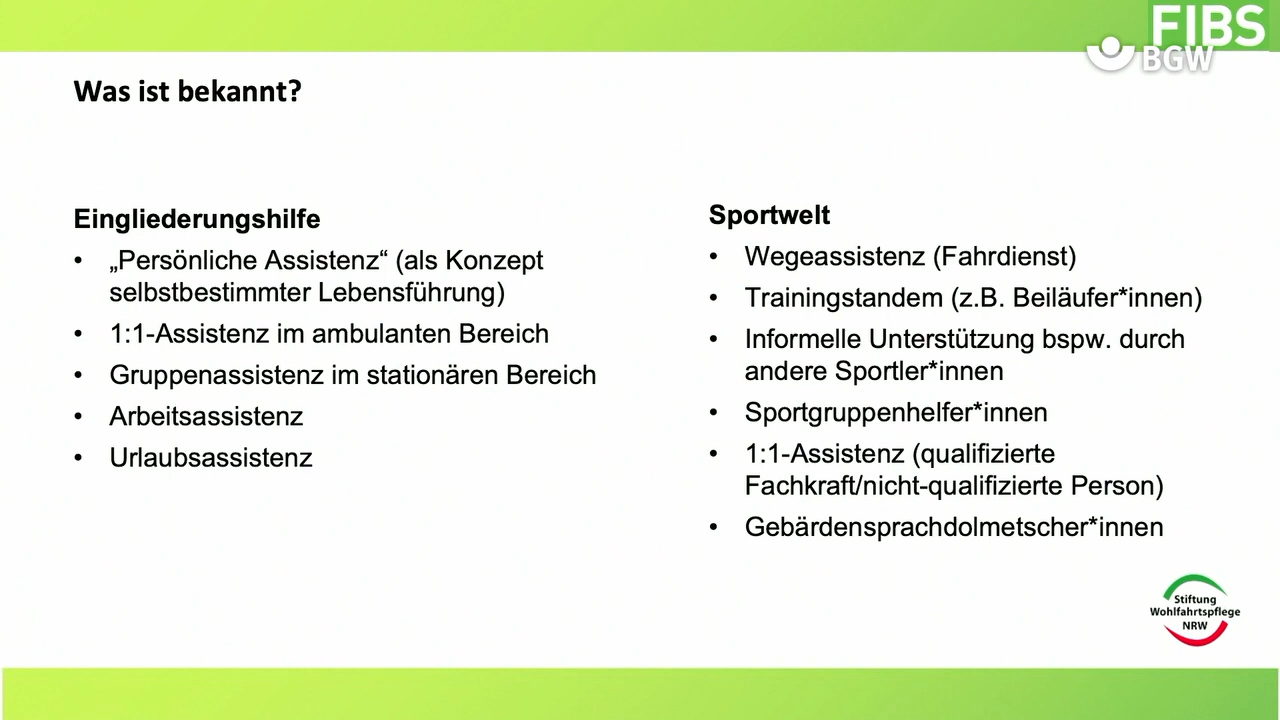 FIBS
BGW
Was ist bekannt?
Eingliederungshilfe
• „Persönliche Assistenz“ (als Konzept
selbstbestimmter Lebensführung)
• 1:1-Assistenz im ambulanten Bereich
• Gruppenassistenz im stationären Bereich
• Arbeitsassistenz
• Urlaubsassistenz
Sportwelt
• Wegeassistenz (Fahrdienst)
• Trainingstandem (z.B. Beiläufer*innen)
• Informelle Unterstützung bspw. durch
andere Sportler*innen
• Sportgruppenhelfer*innen
• 1:1-Assistenz (qualifizierte
Fachkraft/nicht-qualifizierte Person)
• Gebärdensprachdolmetscher*innen
Stiftung
Wohlfahrtspflege
NRW